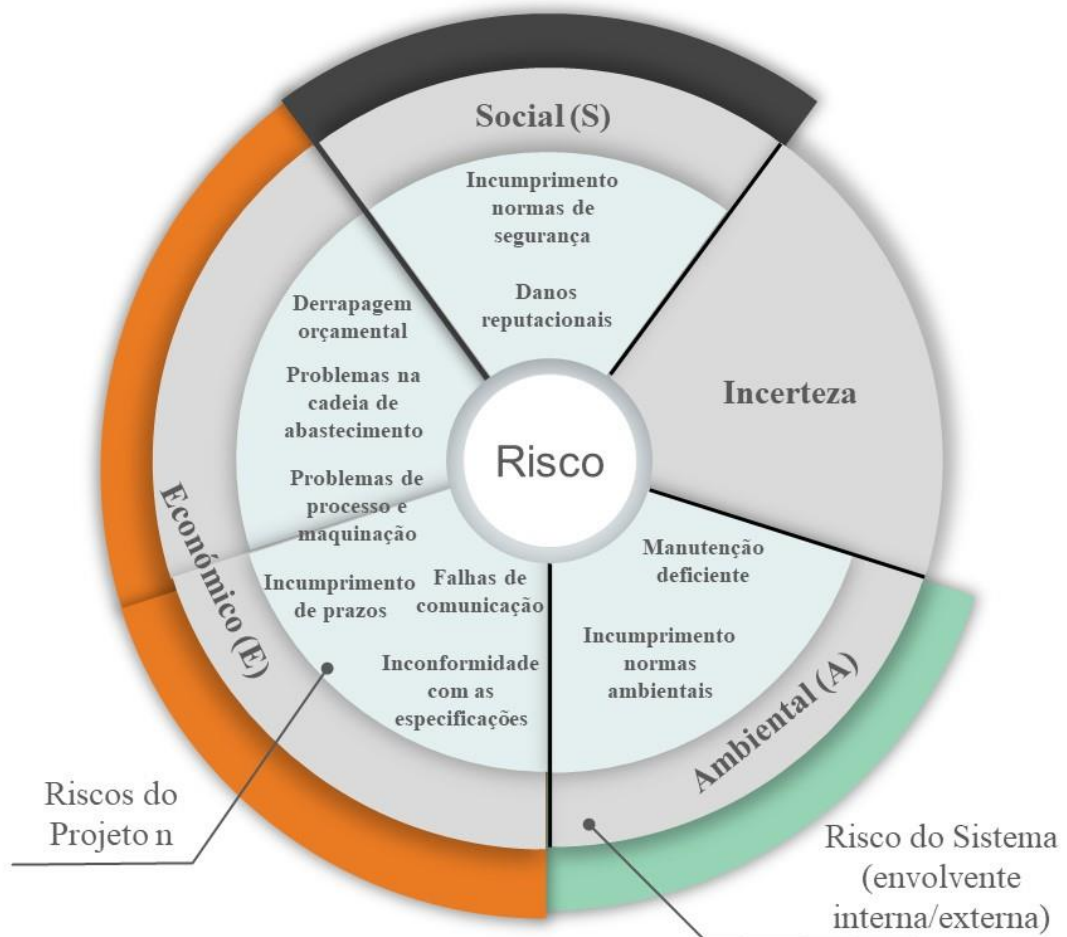 Social (S)
Incumprimento
normas de
segurança
Danos
reputacionais
Derrapagem
orçamental
Problemas na
cadeia de
abastecimento
Problemas de
processo e
maquinação
Incerteza
Risco
Económico (E)
Incumprimento
de prazos
Falhas de
comunicação
Inconformidade
com as
especificações
Manutenção
deficiente
Incumprimento
normas
ambientais
Ambiental (A)
Riscos do
Projeto n
Risco do Sistema
(envolvente
interna/externa)